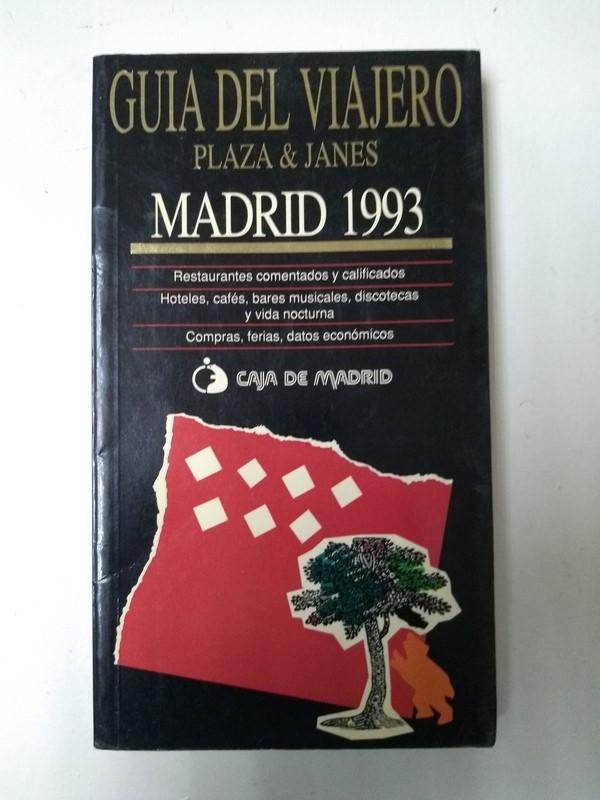 GUIA DEL VIAJERO
PLAZA & JANES
MADRID 1993
Restaurantes comentados y calificados
Hoteles, cafés, bares musicales, discotecas
y vida nocturna
Compras, ferias, datos económicos
CAJA DE MADRID